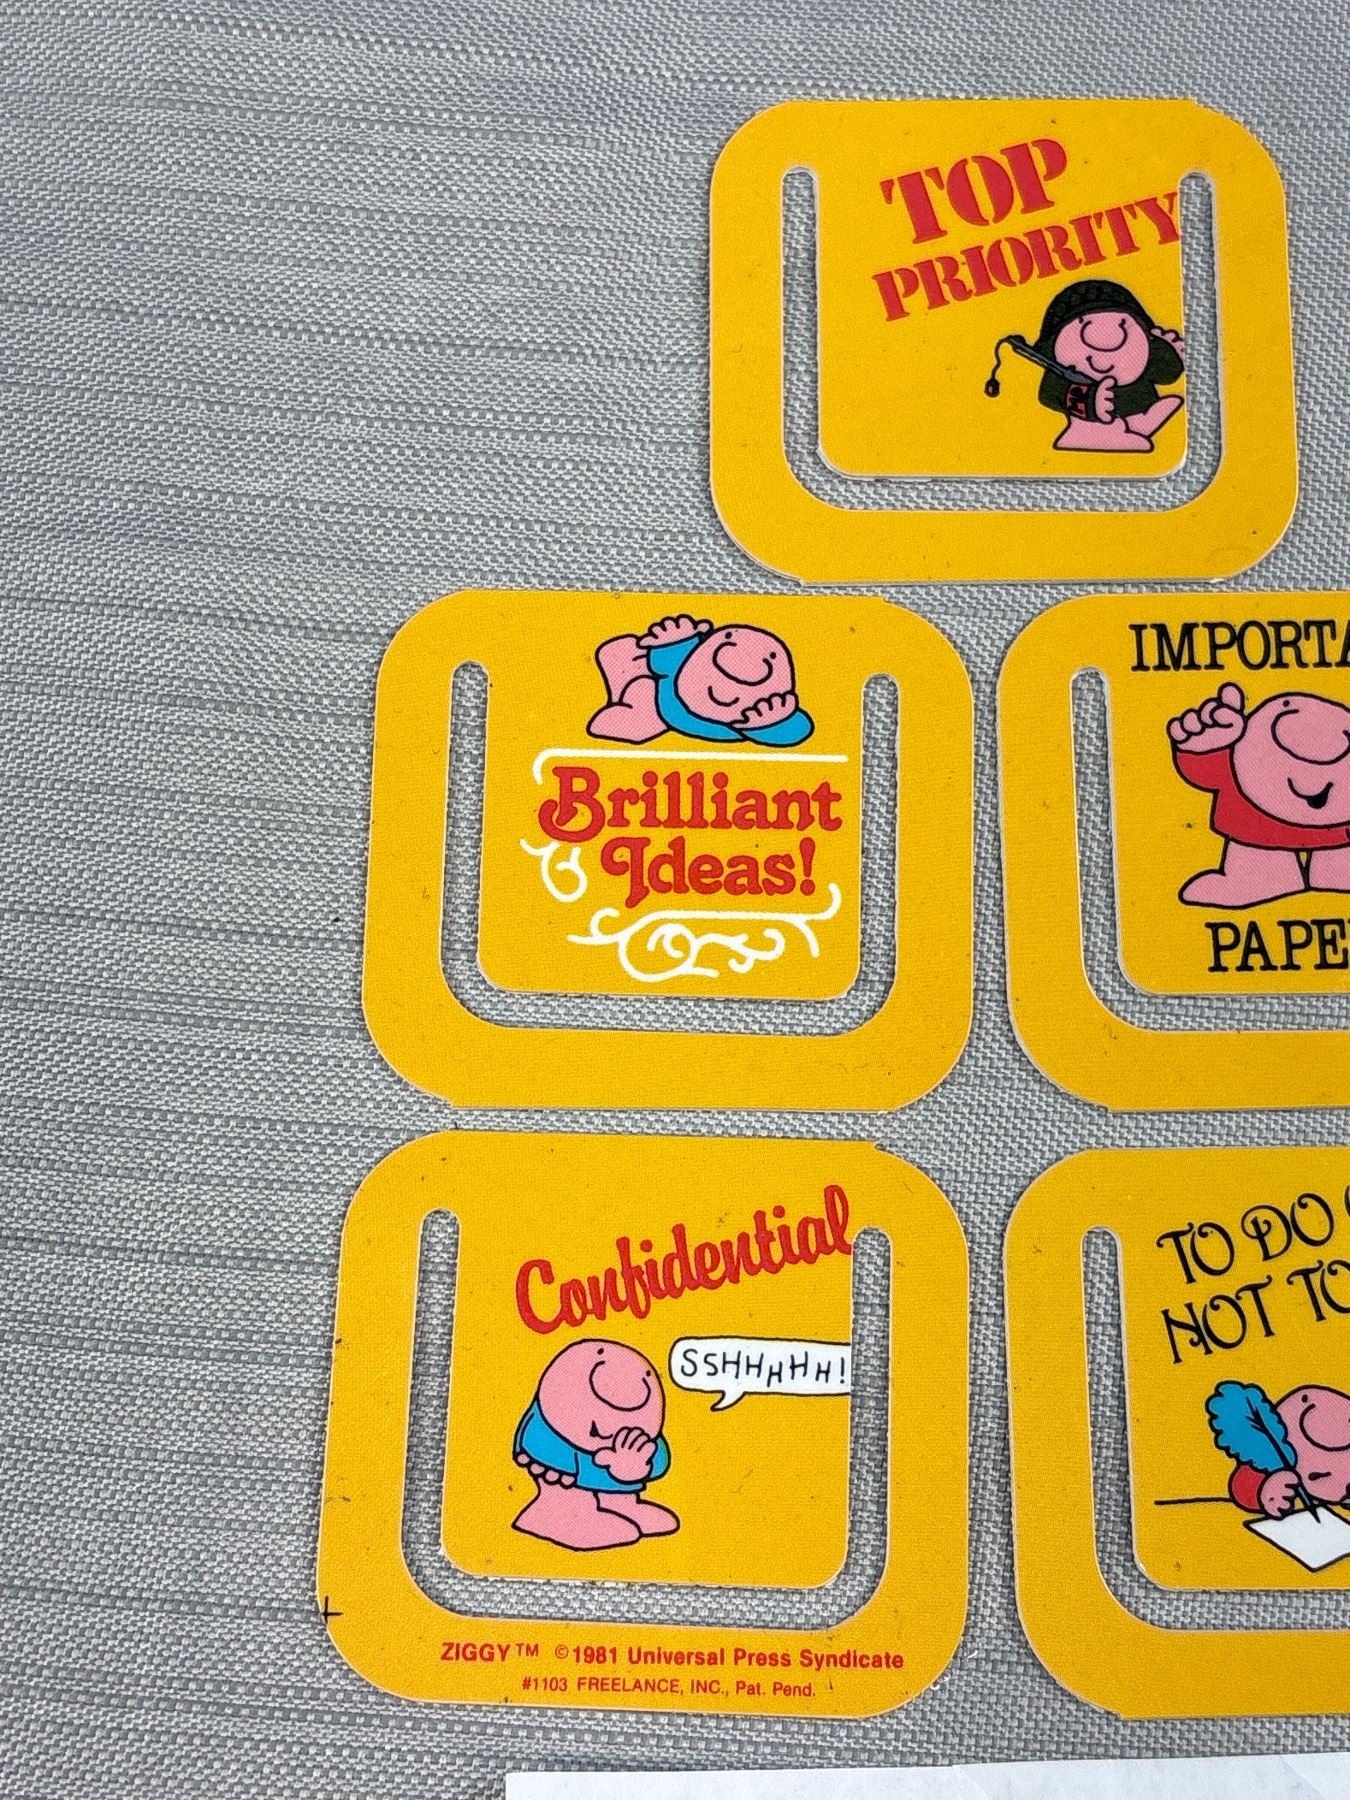 TOP
PRIORITY
Brilliant
Ideas!
IMPORTA
PAPE
Confidential
SSHHHHH!
TO DO
NOT TO
ZIGGY™ ©1981 Universal Press Syndicate
#1103 FREELANCE, INC., Pat. Pend.